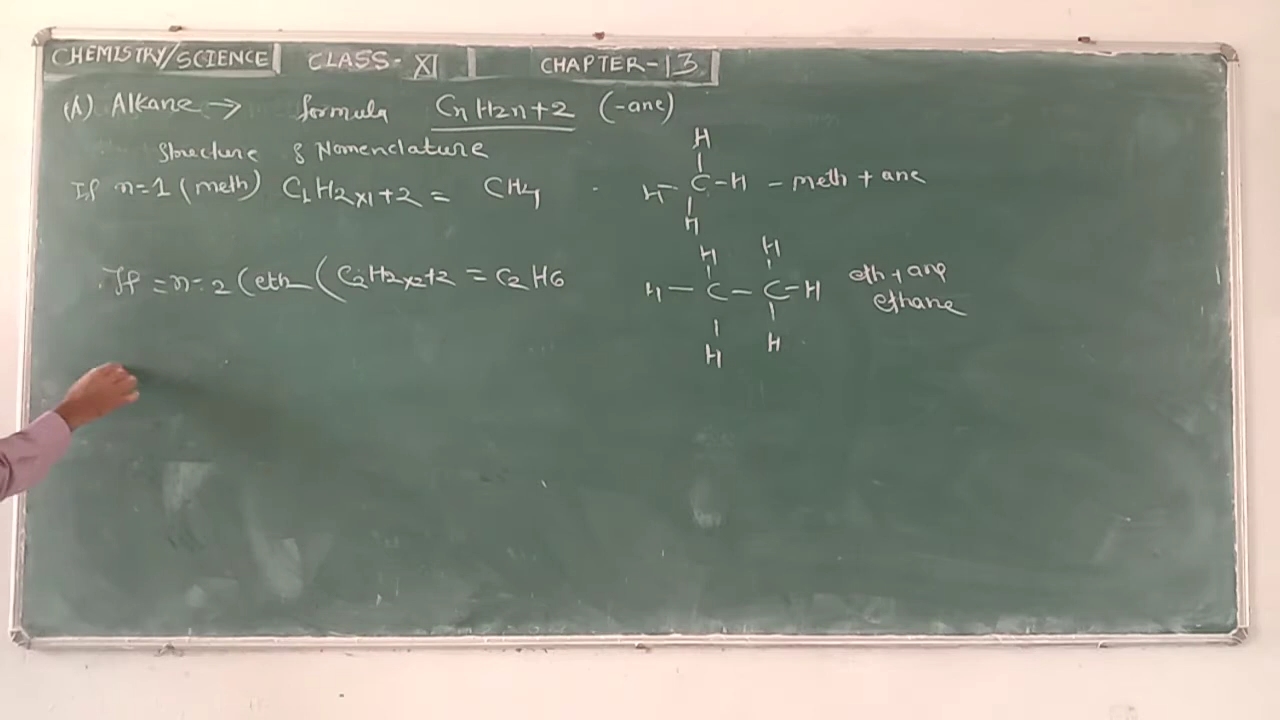 CHEMISTRY/SCIENCE | CLASS- XI | CHAPTER-13
(A) Alkane → formula CnH2n+2 (-ane)
Structure & Nomenclature
If n=1 (meth) C1H2x1+2 = CH4
H
H-C-H - meth + ane
H
If =n=2 (eth (C2H2x2+2 = C2H6
H H
H-C-C-H eth+ane
ethane
H H